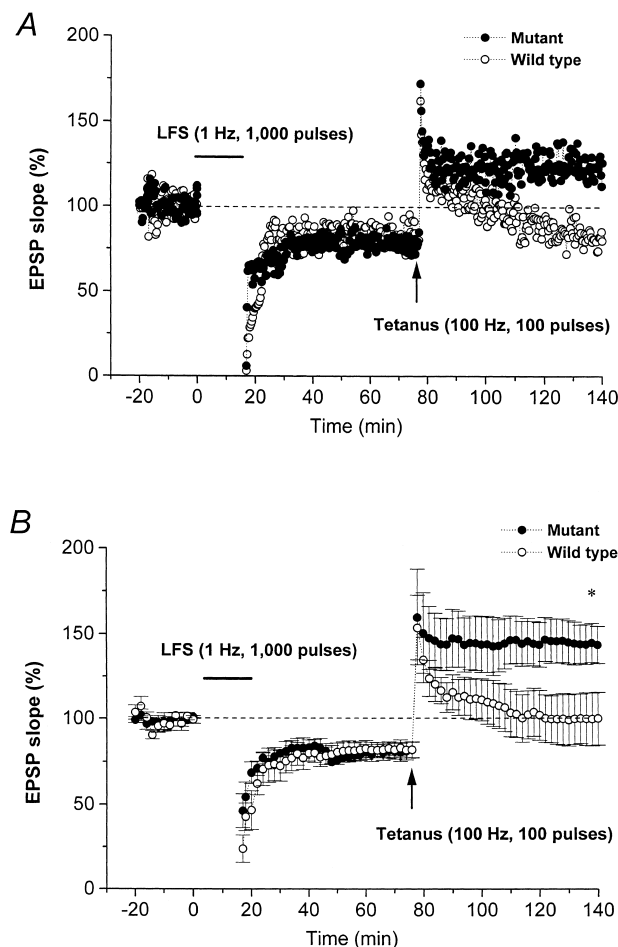 A
Mutant
Wild type
200
150
100
50
0
EPSP slope (%)
LFS (1 Hz, 1,000 pulses)
Tetanus (100 Hz, 100 pulses)
-20 0 20 40 60 80 100 120 140
Time (min)
B
Mutant
Wild type
200
150
100
50
0
EPSP slope (%)
*
LFS (1 Hz, 1,000 pulses)
Tetanus (100 Hz, 100 pulses)
-20 0 20 40 60 80 100 120 140
Time (min)